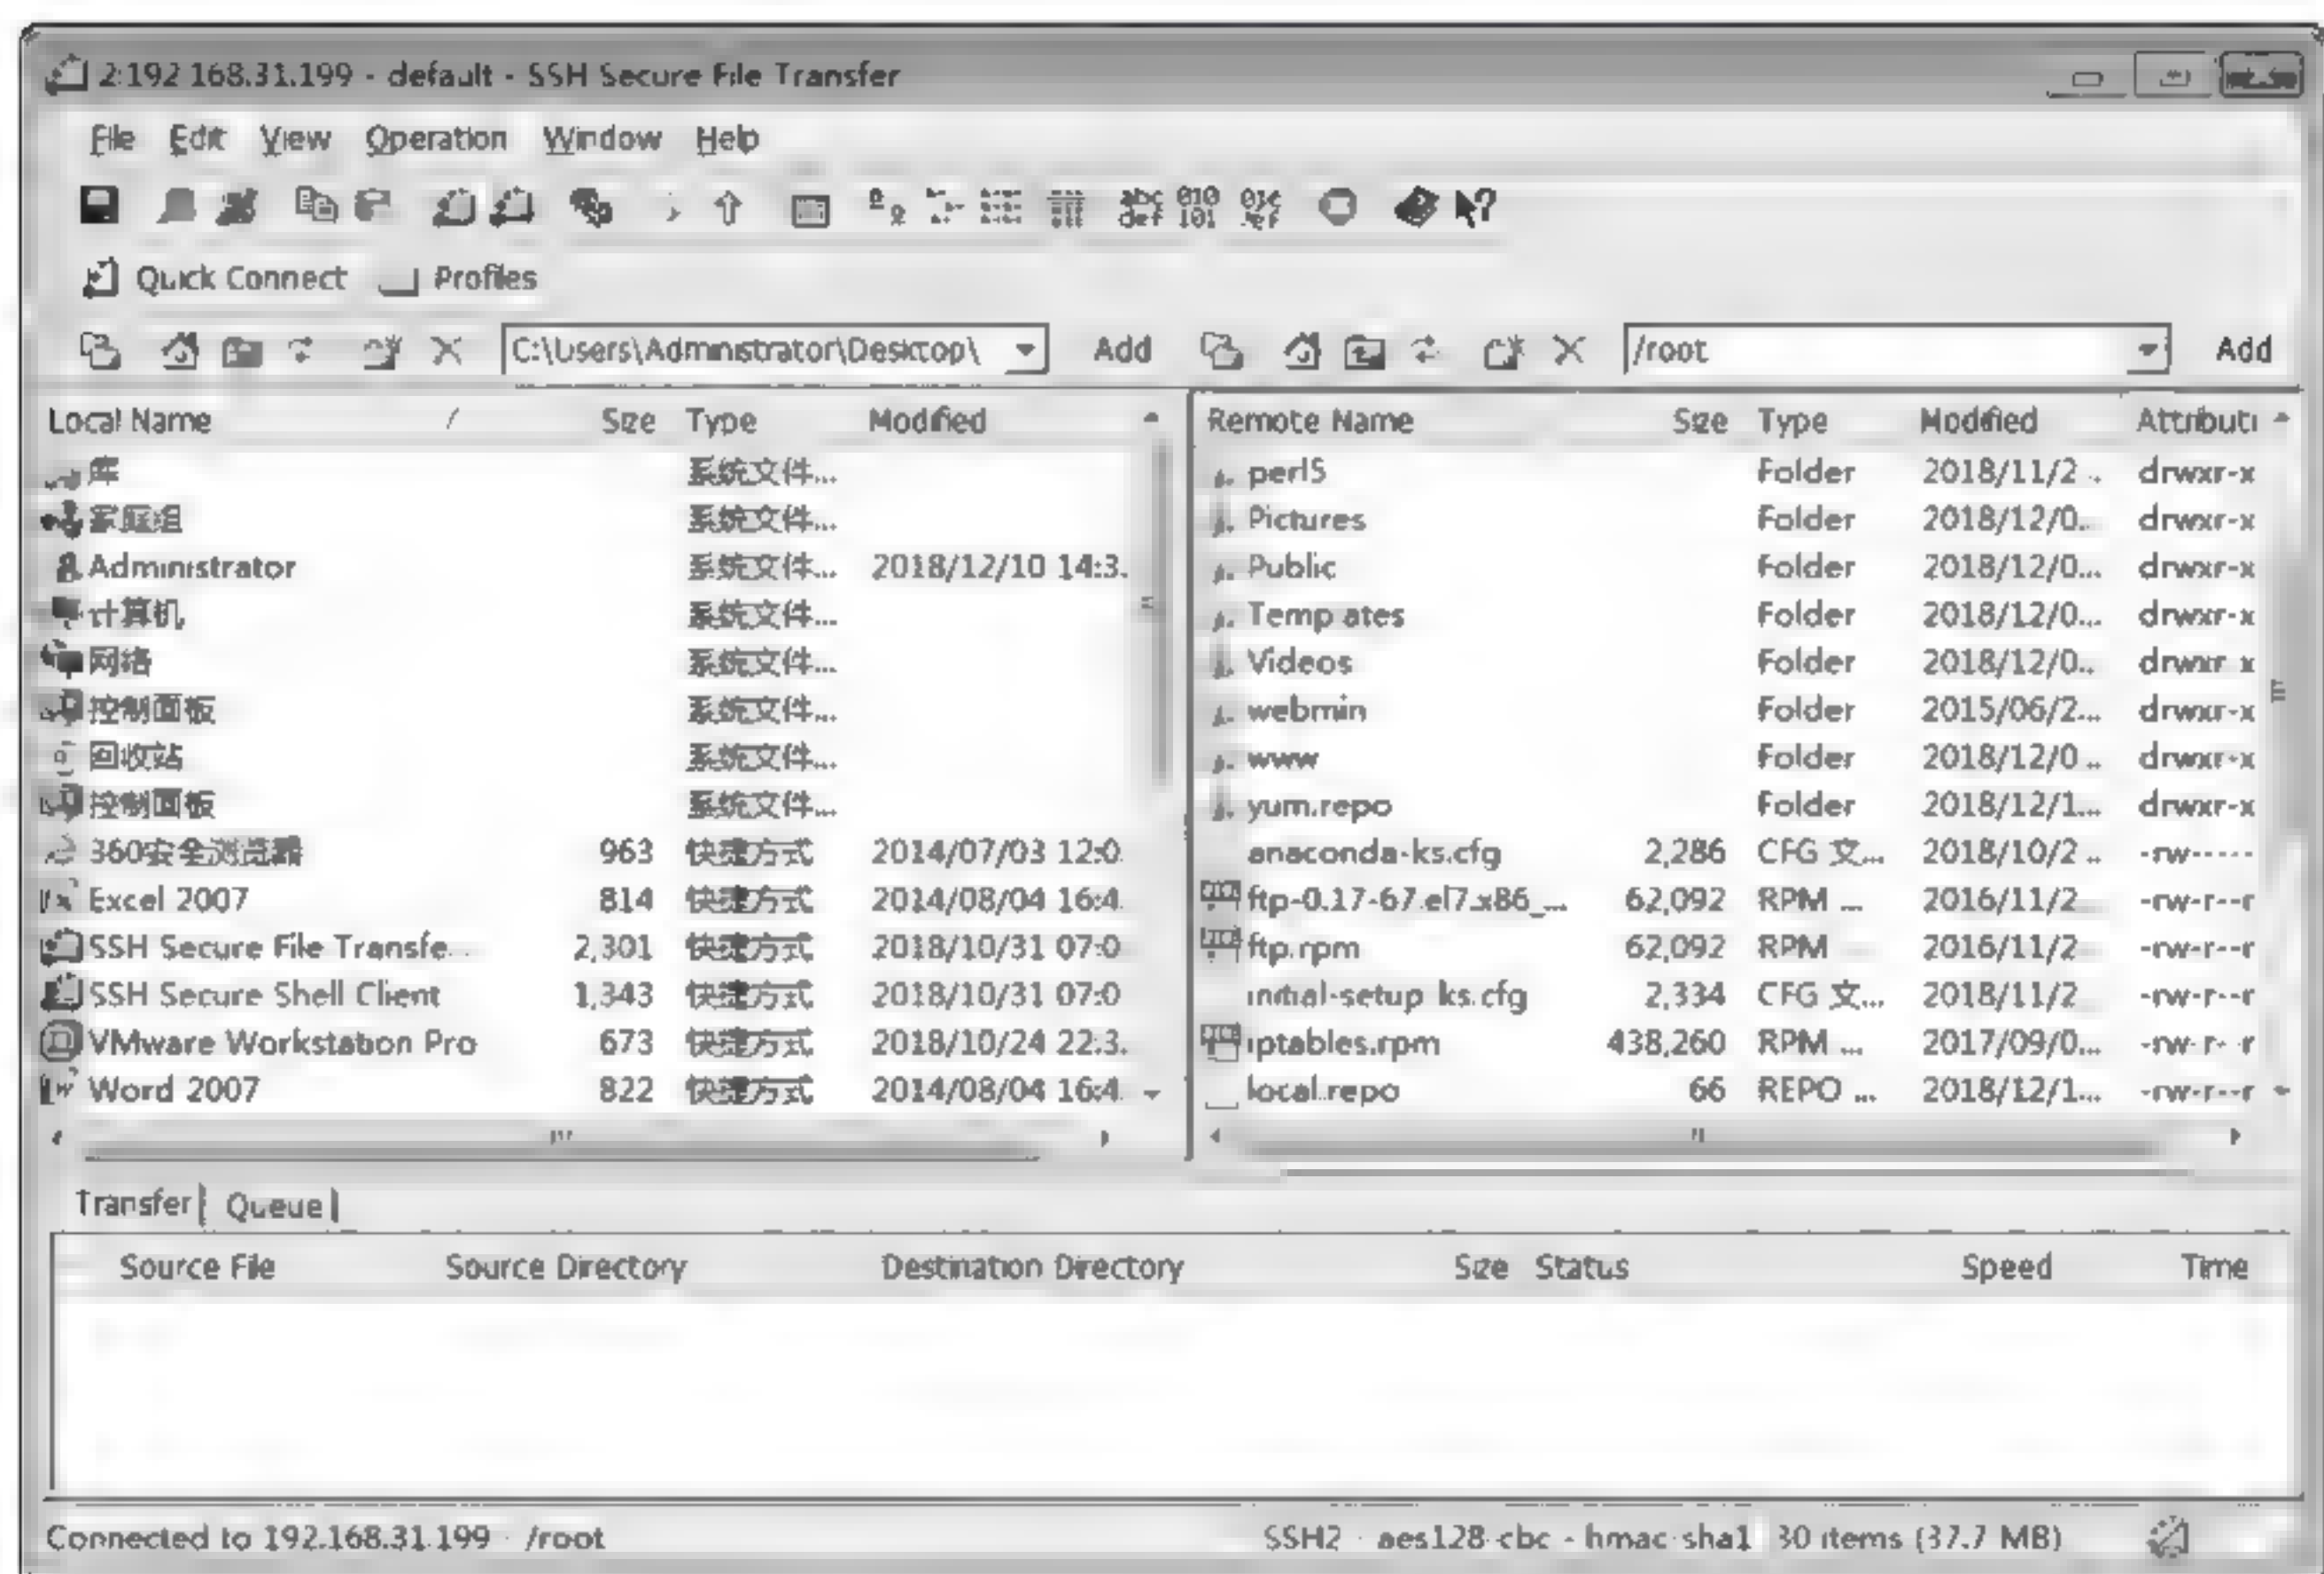 2:192.168.31.199 - default - SSH Secure File Transfer
File Edit View Operation Window Help
abc def 010 101
Quick Connect Profiles
C:\Users\Administrator\Desktop\ Add /root Add
Local Name / Size Type Modified Remote Name Size Type Modified Attributi
库 系统文件... perl5 Folder 2018/11/2... drwxr-x
家庭组 系统文件... Pictures Folder 2018/12/0... drwxr-x
Administrator 系统文件... 2018/12/10 14:3. Public Folder 2018/12/0... drwxr-x
计算机 系统文件... Templates Folder 2018/12/0... drwxr-x
网络 系统文件... Videos Folder 2018/12/0... drwxr-x
控制面板 系统文件... webmin Folder 2015/06/2... drwxr-x
回收站 系统文件... www Folder 2018/12/0... drwxr-x
控制面板 系统文件... yum.repo Folder 2018/12/1... drwxr-x
360安全浏览器 963 快捷方式 2014/07/03 12:0 anaconda-ks.cfg 2,286 CFG 文... 2018/10/2... -rw-----
Excel 2007 814 快捷方式 2014/08/04 16:4. ftp-0.17-67.el7.x86_... 62,092 RPM ... 2016/11/2 -rw-r--r
SSH Secure File Transfe... 2,301 快捷方式 2018/10/31 07:0 ftp.rpm 62,092 RPM 2016/11/2 -rw-r--r
SSH Secure Shell Client 1,343 快捷方式 2018/10/31 07:0 initial-setup-ks.cfg 2,334 CFG 文... 2018/11/2 -rw-r--r
VMware Workstation Pro 673 快捷方式 2018/10/24 22:3. iptables.rpm 438,260 RPM ... 2017/09/0... -rw-r--r
Word 2007 822 快捷方式 2014/08/04 16:4. local.repo 66 REPO ... 2018/12/1... -rw-r--r
Transfer Queue
Source File Source Directory Destination Directory Size Status Speed Time
Connected to 192.168.31.199 - /root SSH2 - aes128-cbc - hmac-sha1 30 items (37.7 MB)